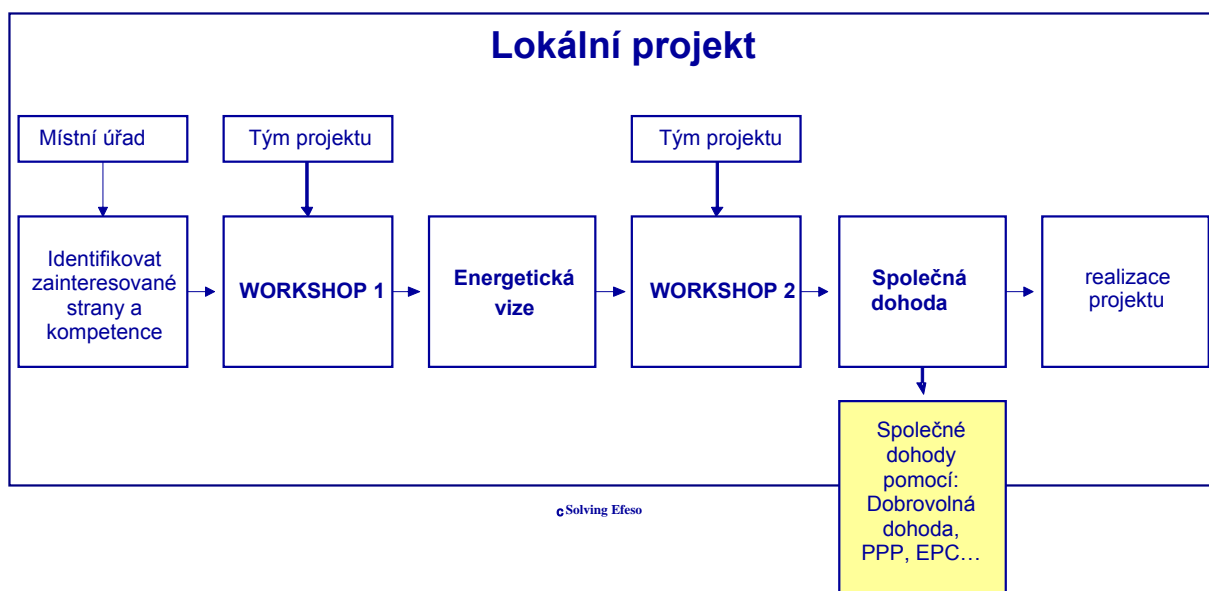 Lokální projekt
Místní úřad
Tým projektu
Tým projektu
Identifikovat
zainteresované
strany a
kompetence
WORKSHOP 1
Energetická
vize
WORKSHOP 2
Společná
dohoda
realizace
projektu
Společné
dohody
pomocí:
Dobrovolná
dohoda,
PPP, EPC…
c Solving Efeso